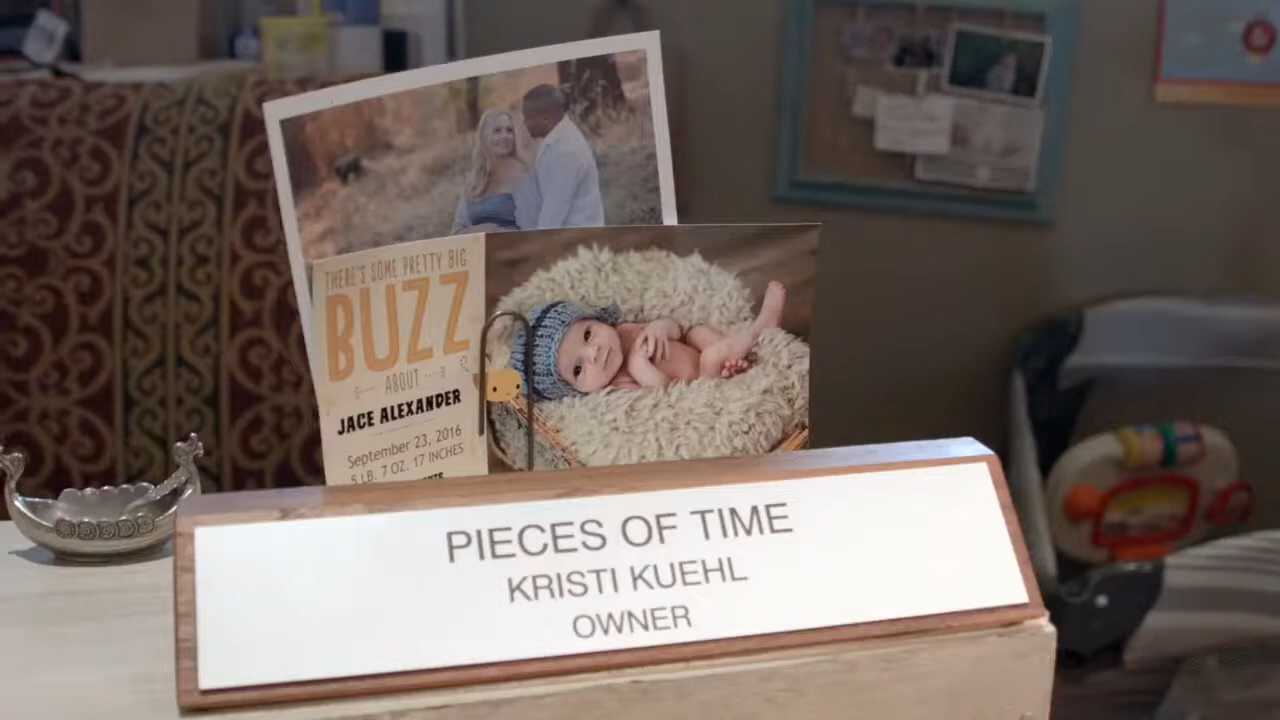 THERE'S SOME PRETTY BIG
BUZZ
ABOUT
JACE ALEXANDER
September 23, 2016
5 LB. 7 OZ. 17 INCHES
PIECES OF TIME
KRISTI KUEHL
OWNER